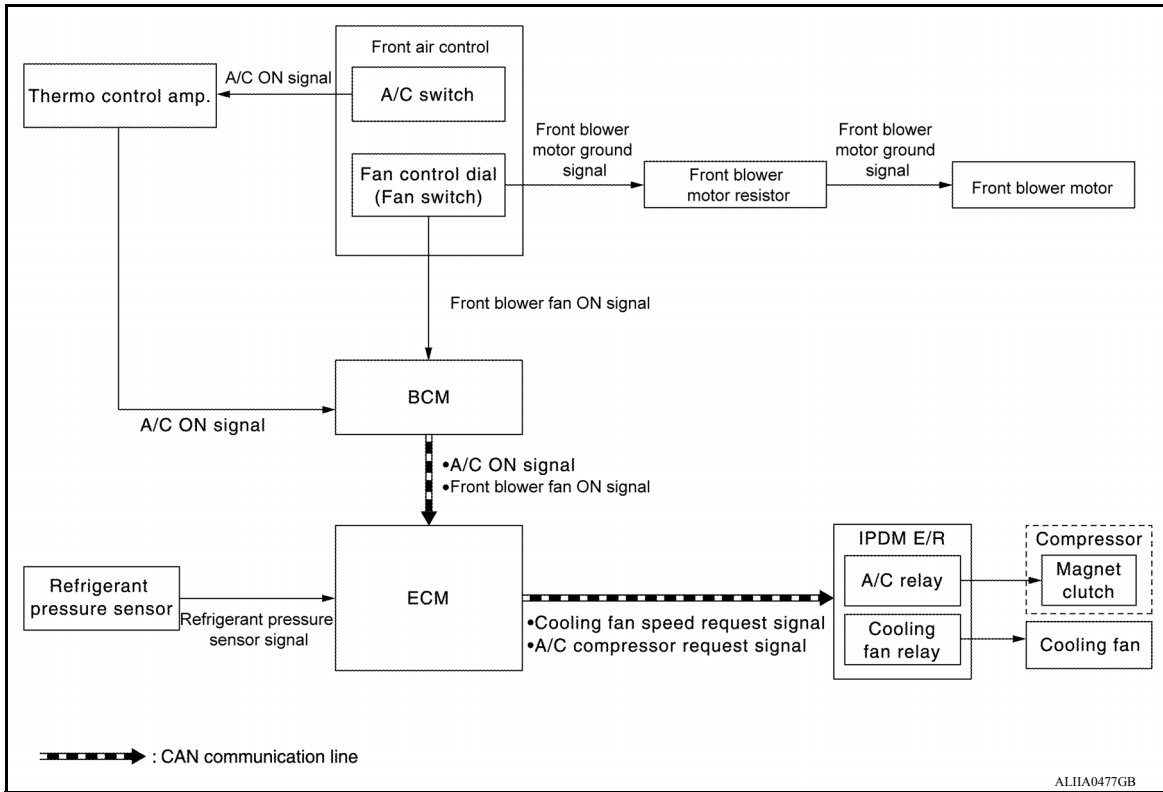 Front air control
A/C ON signal
Thermo control amp.
A/C switch
Front blower
motor ground
signal
Front blower
motor ground
signal
Fan control dial
(Fan switch)
Front blower
motor resistor
Front blower motor
Front blower fan ON signal
BCM
A/C ON signal
•A/C ON signal
•Front blower fan ON signal
IPDM E/R
Compressor
A/C relay
Magnet
clutch
Refrigerant
pressure sensor
ECM
Refrigerant pressure
sensor signal
•Cooling fan speed request signal
•A/C compressor request signal
Cooling
fan relay
Cooling fan
: CAN communication line
ALIIA0477GB